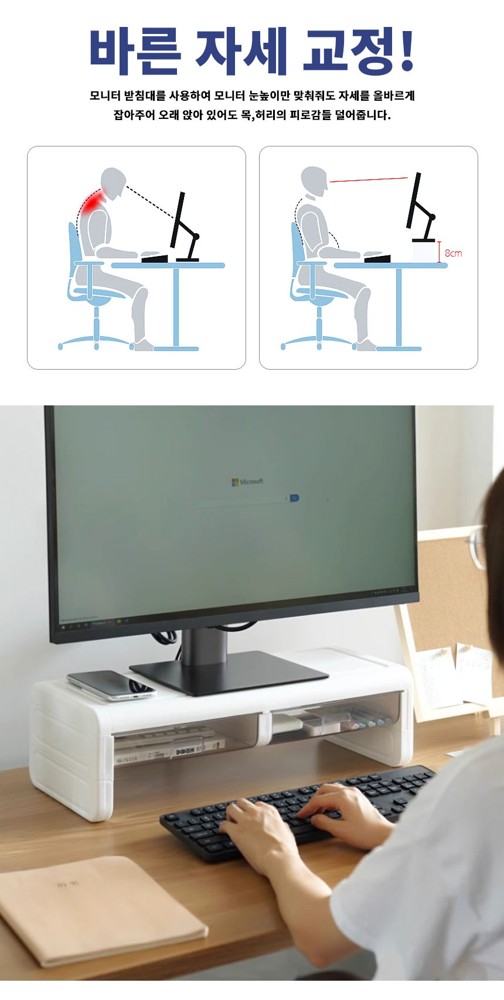 바른 자세 교정!
모니터 받침대를 사용하여 모니터 눈높이만 맞춰줘도 자세를 올바르게
잡아주어 오래 앉아 있어도 목,허리의 피로감들 덜어줍니다.
8cm
Microsoft